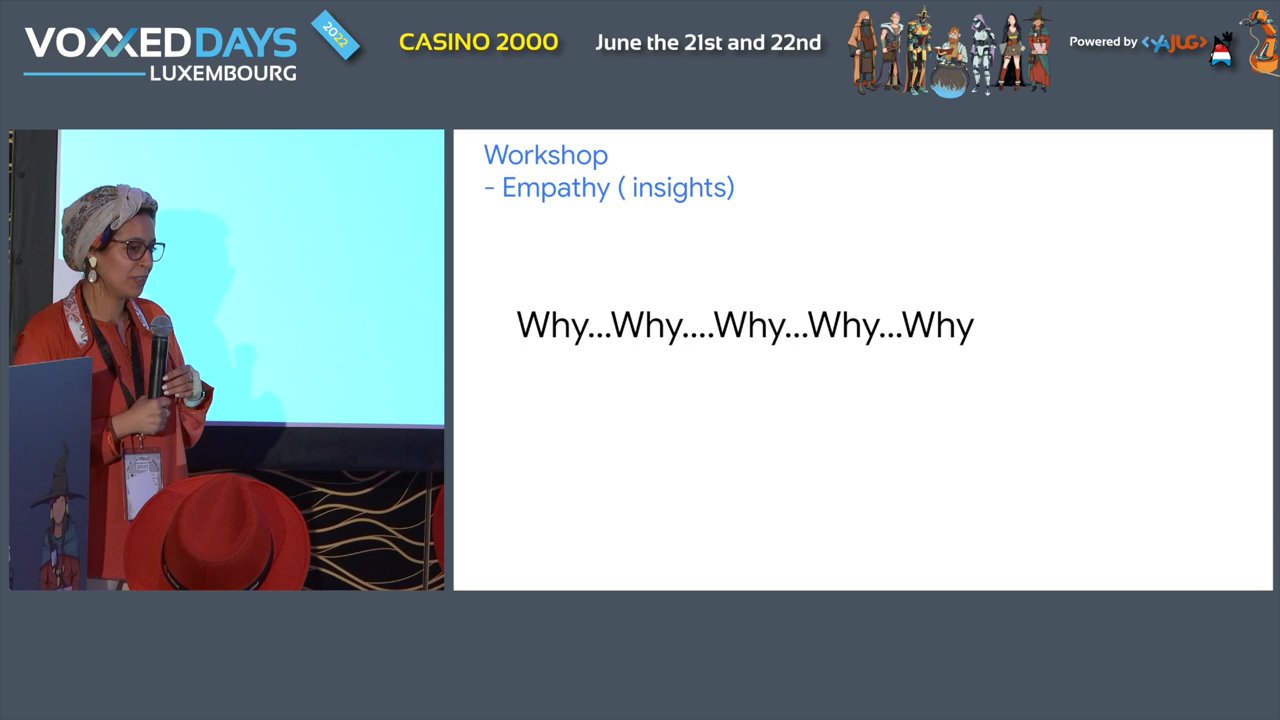 VOXXEDDAYS
LUXEMBOURG
2022
CASINO 2000
June the 21st and 22nd
Powered by <YAJUG>
Workshop
- Empathy ( insights)
Why...Why....Why...Why...Why